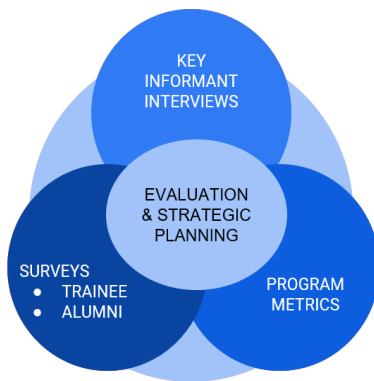 KEY
INFORMANT
INTERVIEWS
EVALUATION
& STRATEGIC
PLANNING
SURVEYS
● TRAINEE
● ALUMNI
PROGRAM
METRICS